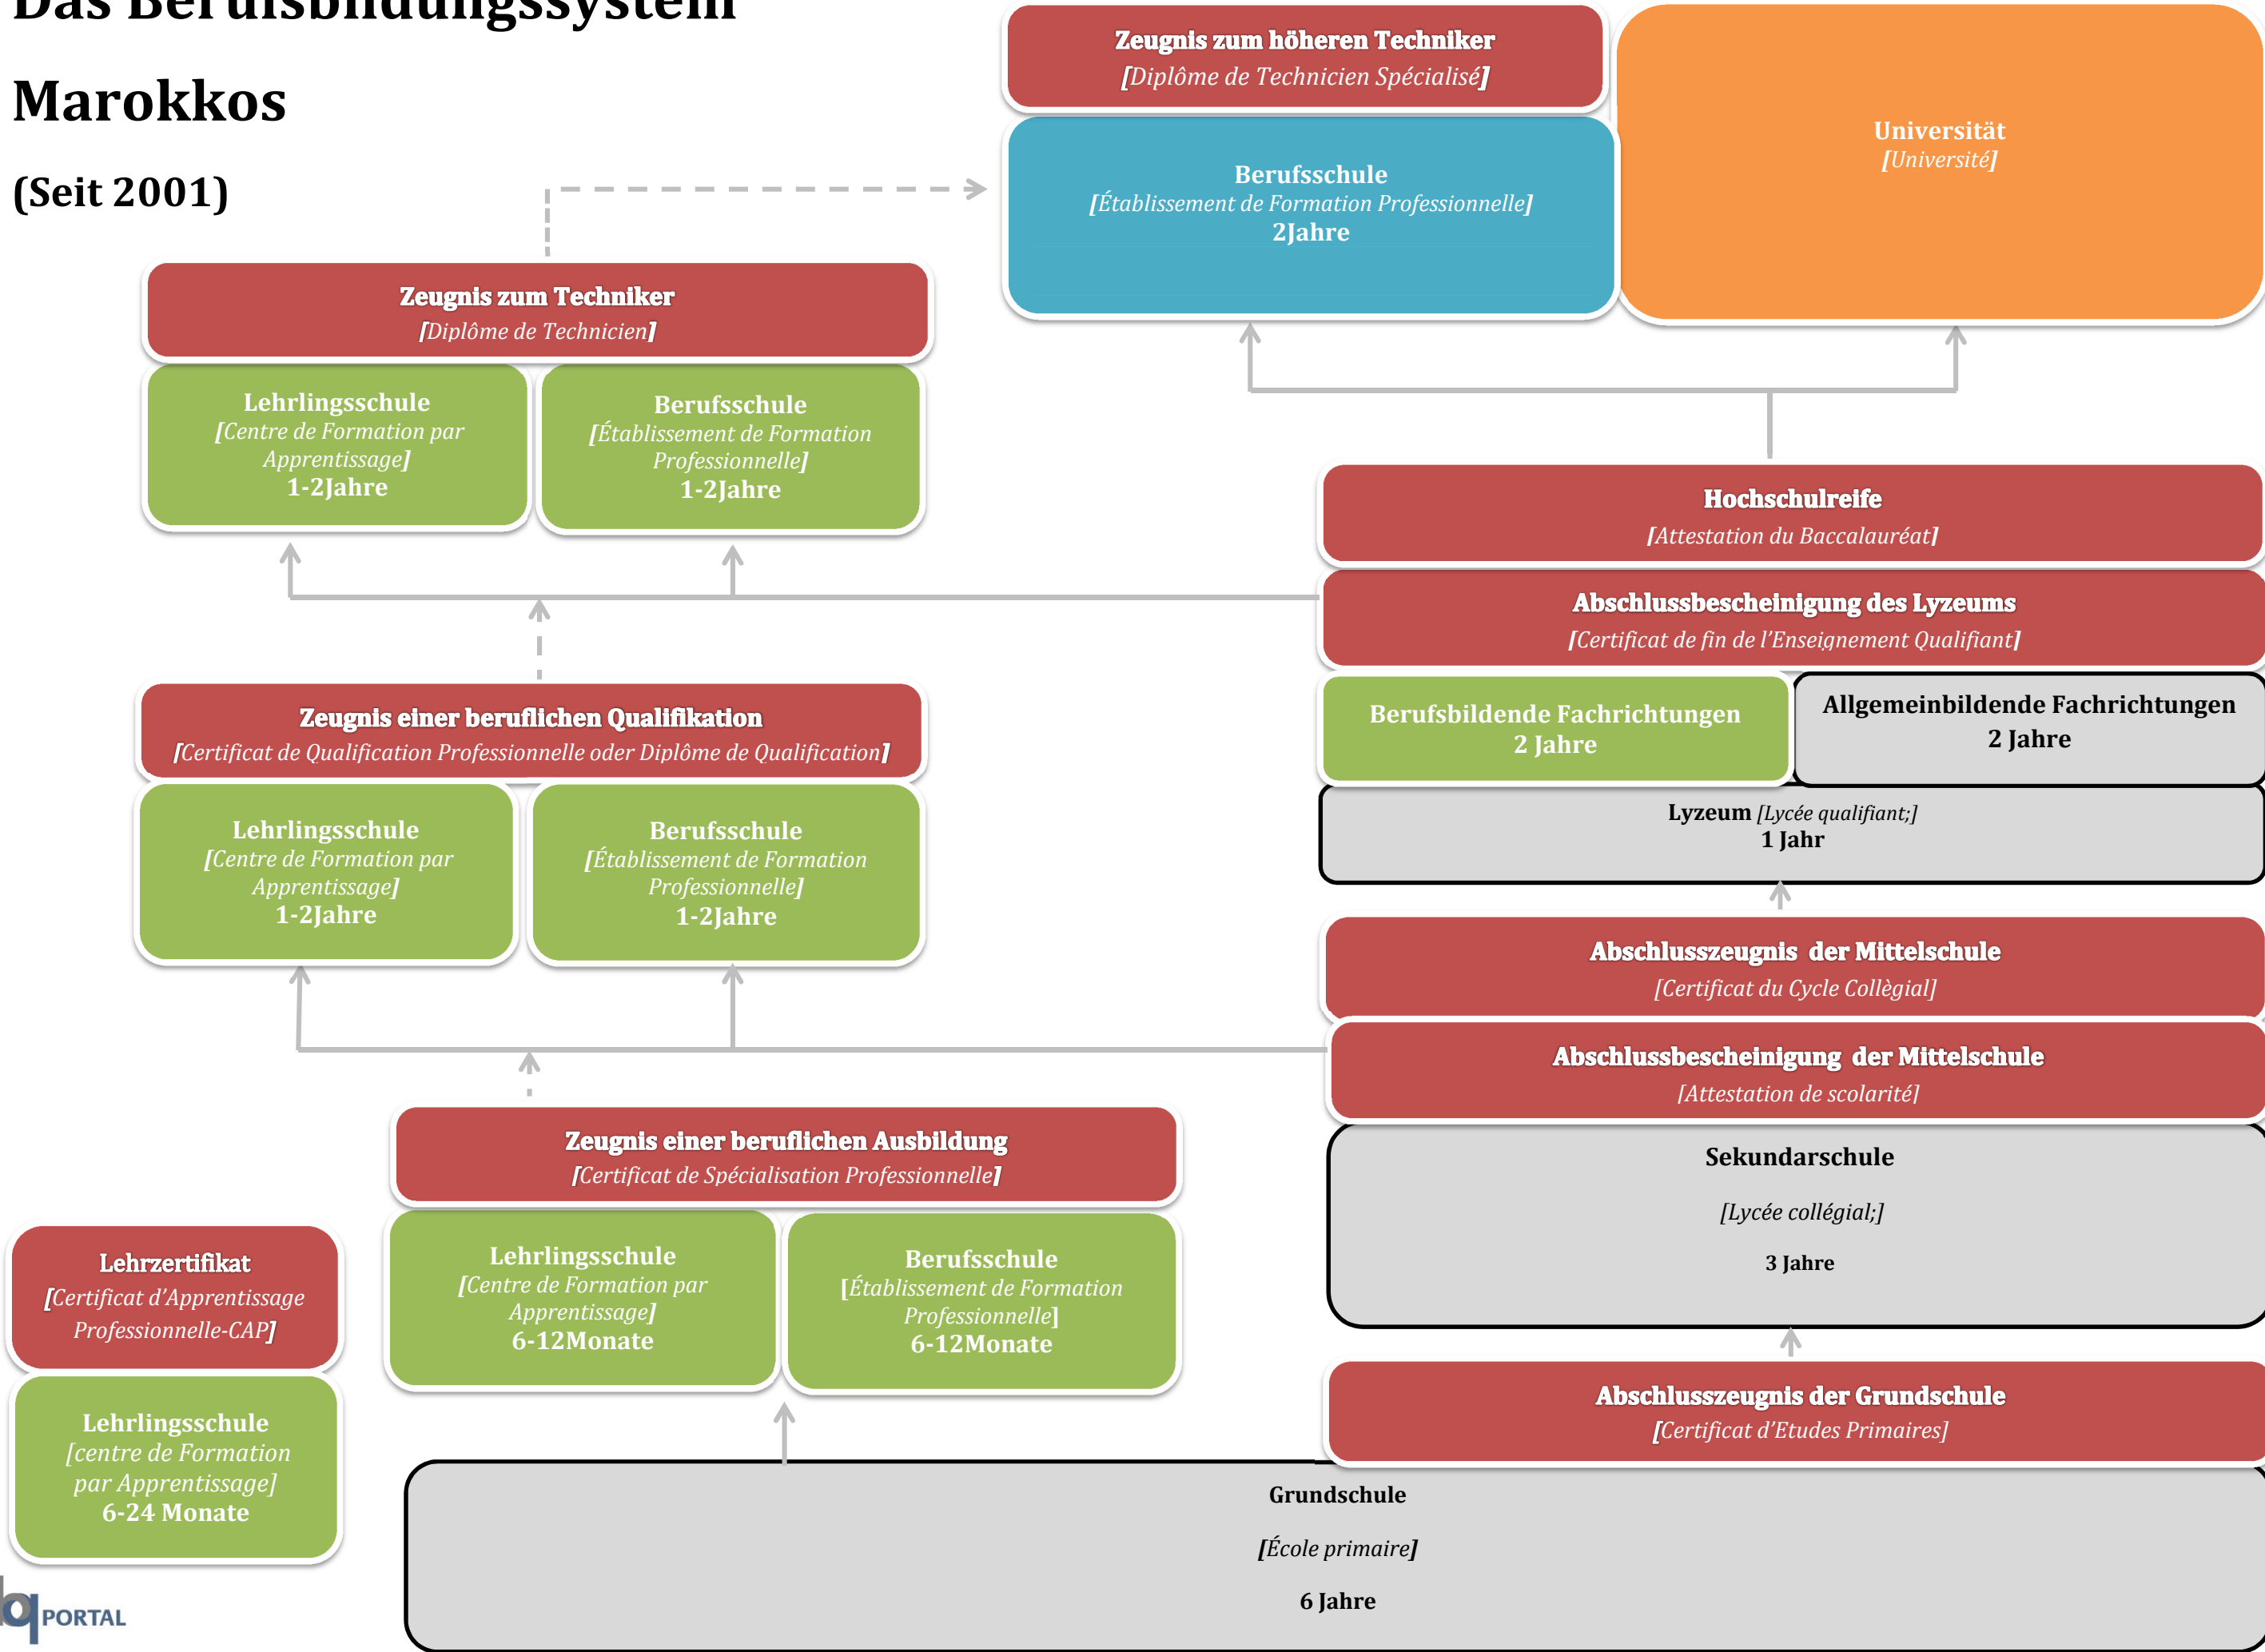 Das Berufsbildungssystem
Marokkos
(Seit 2001)
Zeugnis zum höheren Techniker
[Diplôme de Technicien Spécialisé]
Berufsschule
[Établissement de Formation Professionnelle]
2Jahre
Universität
[Université]
Zeugnis zum Techniker
[Diplôme de Technicien]
Lehrlingsschule
[Centre de Formation par
Apprentissage]
1-2Jahre
Berufsschule
[Établissement de Formation
Professionnelle]
1-2Jahre
Hochschulreife
[Attestation du Baccalauréat]
Abschlussbescheinigung des Lyzeums
[Certificat de fin de l’Enseignement Qualifiant]
Berufsbildende Fachrichtungen
2 Jahre
Allgemeinbildende Fachrichtungen
2 Jahre
Lyzeum [Lycée qualifiant;]
1 Jahr
Zeugnis einer beruflichen Qualifikation
[Certificat de Qualification Professionnelle oder Diplôme de Qualification]
Lehrlingsschule
[Centre de Formation par
Apprentissage]
1-2Jahre
Berufsschule
[Établissement de Formation
Professionnelle]
1-2Jahre
Abschlusszeugnis der Mittelschule
[Certificat du Cycle Collègial]
Abschlussbescheinigung der Mittelschule
[Attestation de scolarité]
Sekundarschule
[Lycée collégial;]
3 Jahre
Zeugnis einer beruflichen Ausbildung
[Certificat de Spécialisation Professionnelle]
Lehrlingsschule
[Centre de Formation par
Apprentissage]
6-12Monate
Berufsschule
[Établissement de Formation
Professionnelle]
6-12Monate
Lehrzertifikat
[Certificat d’Apprentissage
Professionnelle-CAP]
Lehrlingsschule
[centre de Formation
par Apprentissage]
6-24 Monate
Abschlusszeugnis der Grundschule
[Certificat d’Etudes Primaires]
Grundschule
[École primaire]
6 Jahre
bq PORTAL